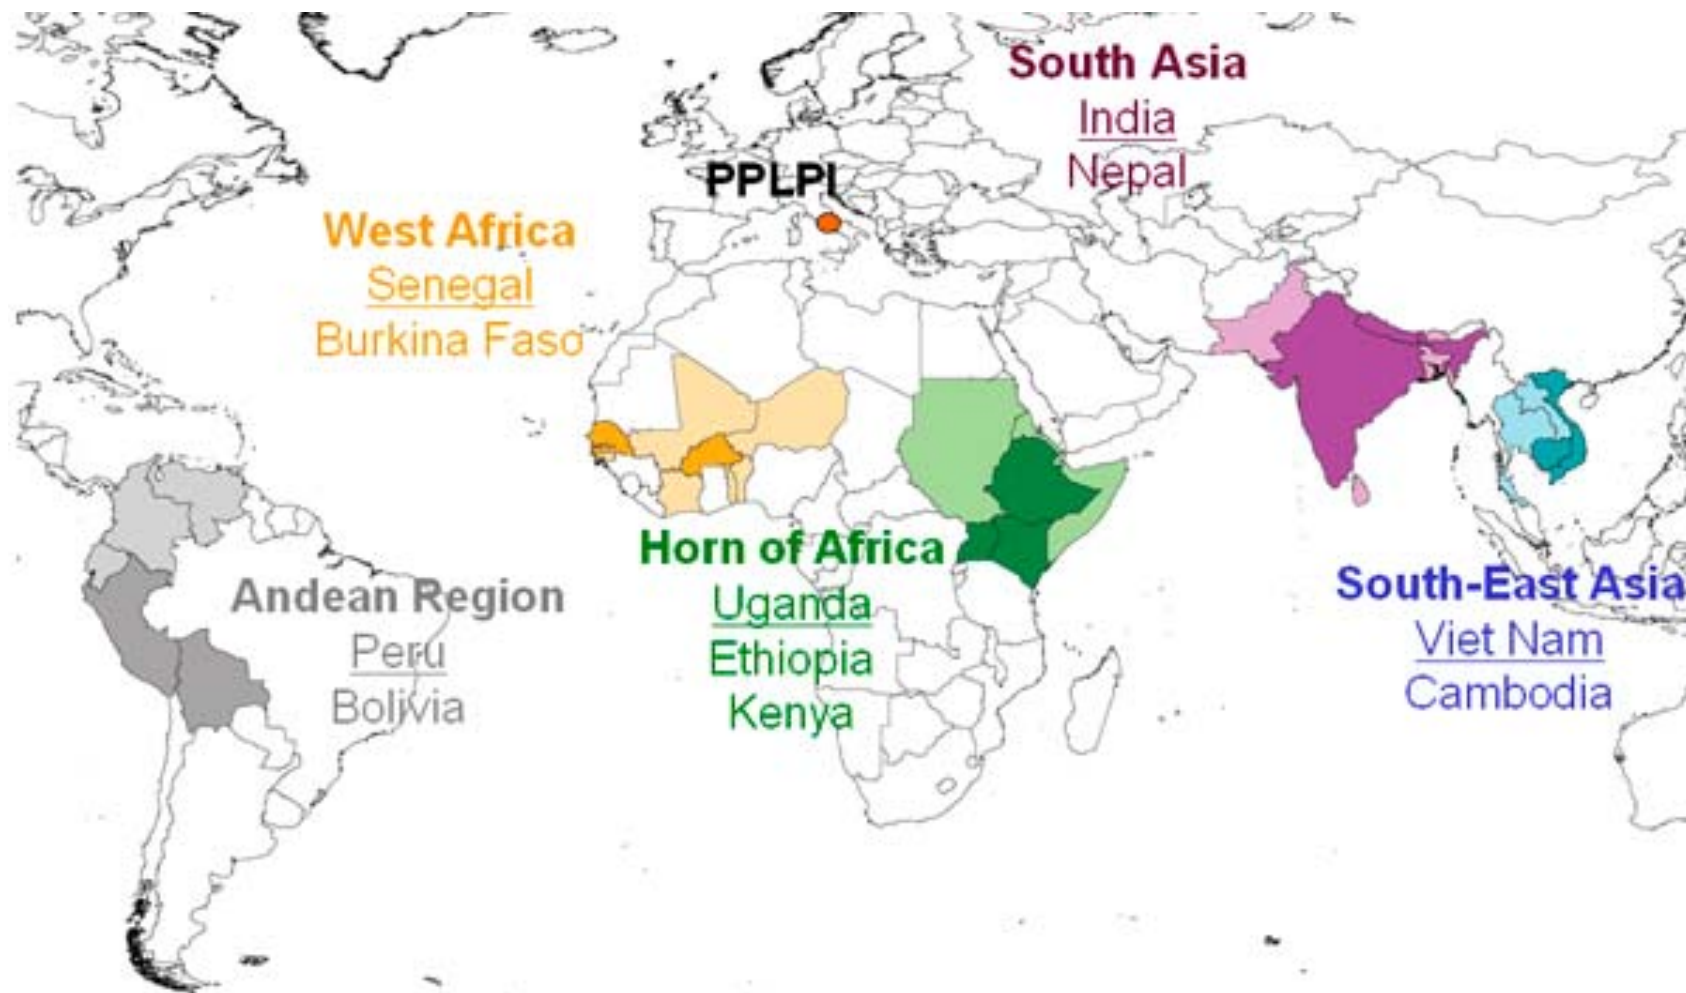 South Asia
India
Nepal
PPLPI
West Africa
Senegal
Burkina Faso
Horn of Africa
Uganda
Ethiopia
Kenya
Andean Region
Peru
Bolivia
South-East Asia
Viet Nam
Cambodia